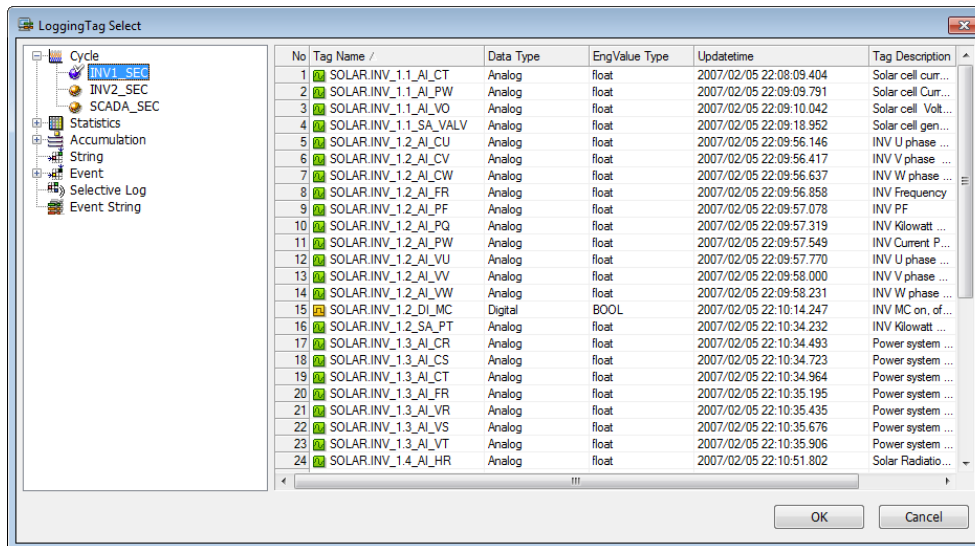 LoggingTag Select
Cycle
INV1_SEC
INV2_SEC
SCADA_SEC
Statistics
Accumulation
String
Event
Selective Log
Event String
No Tag Name / Data Type EngValue Type Updatetime Tag Description
1 SOLAR.INV_1.1_AI_CT Analog float 2007/02/05 22:08:09.404 Solar cell curr...
2 SOLAR.INV_1.1_AI_PW Analog float 2007/02/05 22:09:09.791 Solar cell Curr...
3 SOLAR.INV_1.1_AI_VO Analog float 2007/02/05 22:09:10.042 Solar cell Volt...
4 SOLAR.INV_1.1_SA_VALV Analog float 2007/02/05 22:09:18.952 Solar cell gen...
5 SOLAR.INV_1.2_AI_CU Analog float 2007/02/05 22:09:56.146 INV U phase ...
6 SOLAR.INV_1.2_AI_CV Analog float 2007/02/05 22:09:56.417 INV V phase ...
7 SOLAR.INV_1.2_AI_CW Analog float 2007/02/05 22:09:56.637 INV W phase ...
8 SOLAR.INV_1.2_AI_FR Analog float 2007/02/05 22:09:56.858 INV Frequency
9 SOLAR.INV_1.2_AI_PF Analog float 2007/02/05 22:09:57.078 INV PF
10 SOLAR.INV_1.2_AI_PQ Analog float 2007/02/05 22:09:57.319 INV Kilowatt ...
11 SOLAR.INV_1.2_AI_PW Analog float 2007/02/05 22:09:57.549 INV Current P...
12 SOLAR.INV_1.2_AI_VU Analog float 2007/02/05 22:09:57.770 INV U phase ...
13 SOLAR.INV_1.2_AI_VV Analog float 2007/02/05 22:09:58.000 INV V phase ...
14 SOLAR.INV_1.2_AI_VW Analog float 2007/02/05 22:09:58.231 INV W phase ...
15 SOLAR.INV_1.2_DI_MC Digital BOOL 2007/02/05 22:10:14.247 INV MC on, of...
16 SOLAR.INV_1.2_SA_PT Analog float 2007/02/05 22:10:34.232 INV Kilowatt ...
17 SOLAR.INV_1.3_AI_CR Analog float 2007/02/05 22:10:34.493 Power system ...
18 SOLAR.INV_1.3_AI_CS Analog float 2007/02/05 22:10:34.723 Power system ...
19 SOLAR.INV_1.3_AI_CT Analog float 2007/02/05 22:10:34.964 Power system ...
20 SOLAR.INV_1.3_AI_FR Analog float 2007/02/05 22:10:35.195 Power system ...
21 SOLAR.INV_1.3_AI_VR Analog float 2007/02/05 22:10:35.435 Power system ...
22 SOLAR.INV_1.3_AI_VS Analog float 2007/02/05 22:10:35.676 Power system ...
23 SOLAR.INV_1.3_AI_VT Analog float 2007/02/05 22:10:35.906 Power system ...
24 SOLAR.INV_1.4_AI_HR Analog float 2007/02/05 22:10:51.802 Solar Radiatio...
OK Cancel